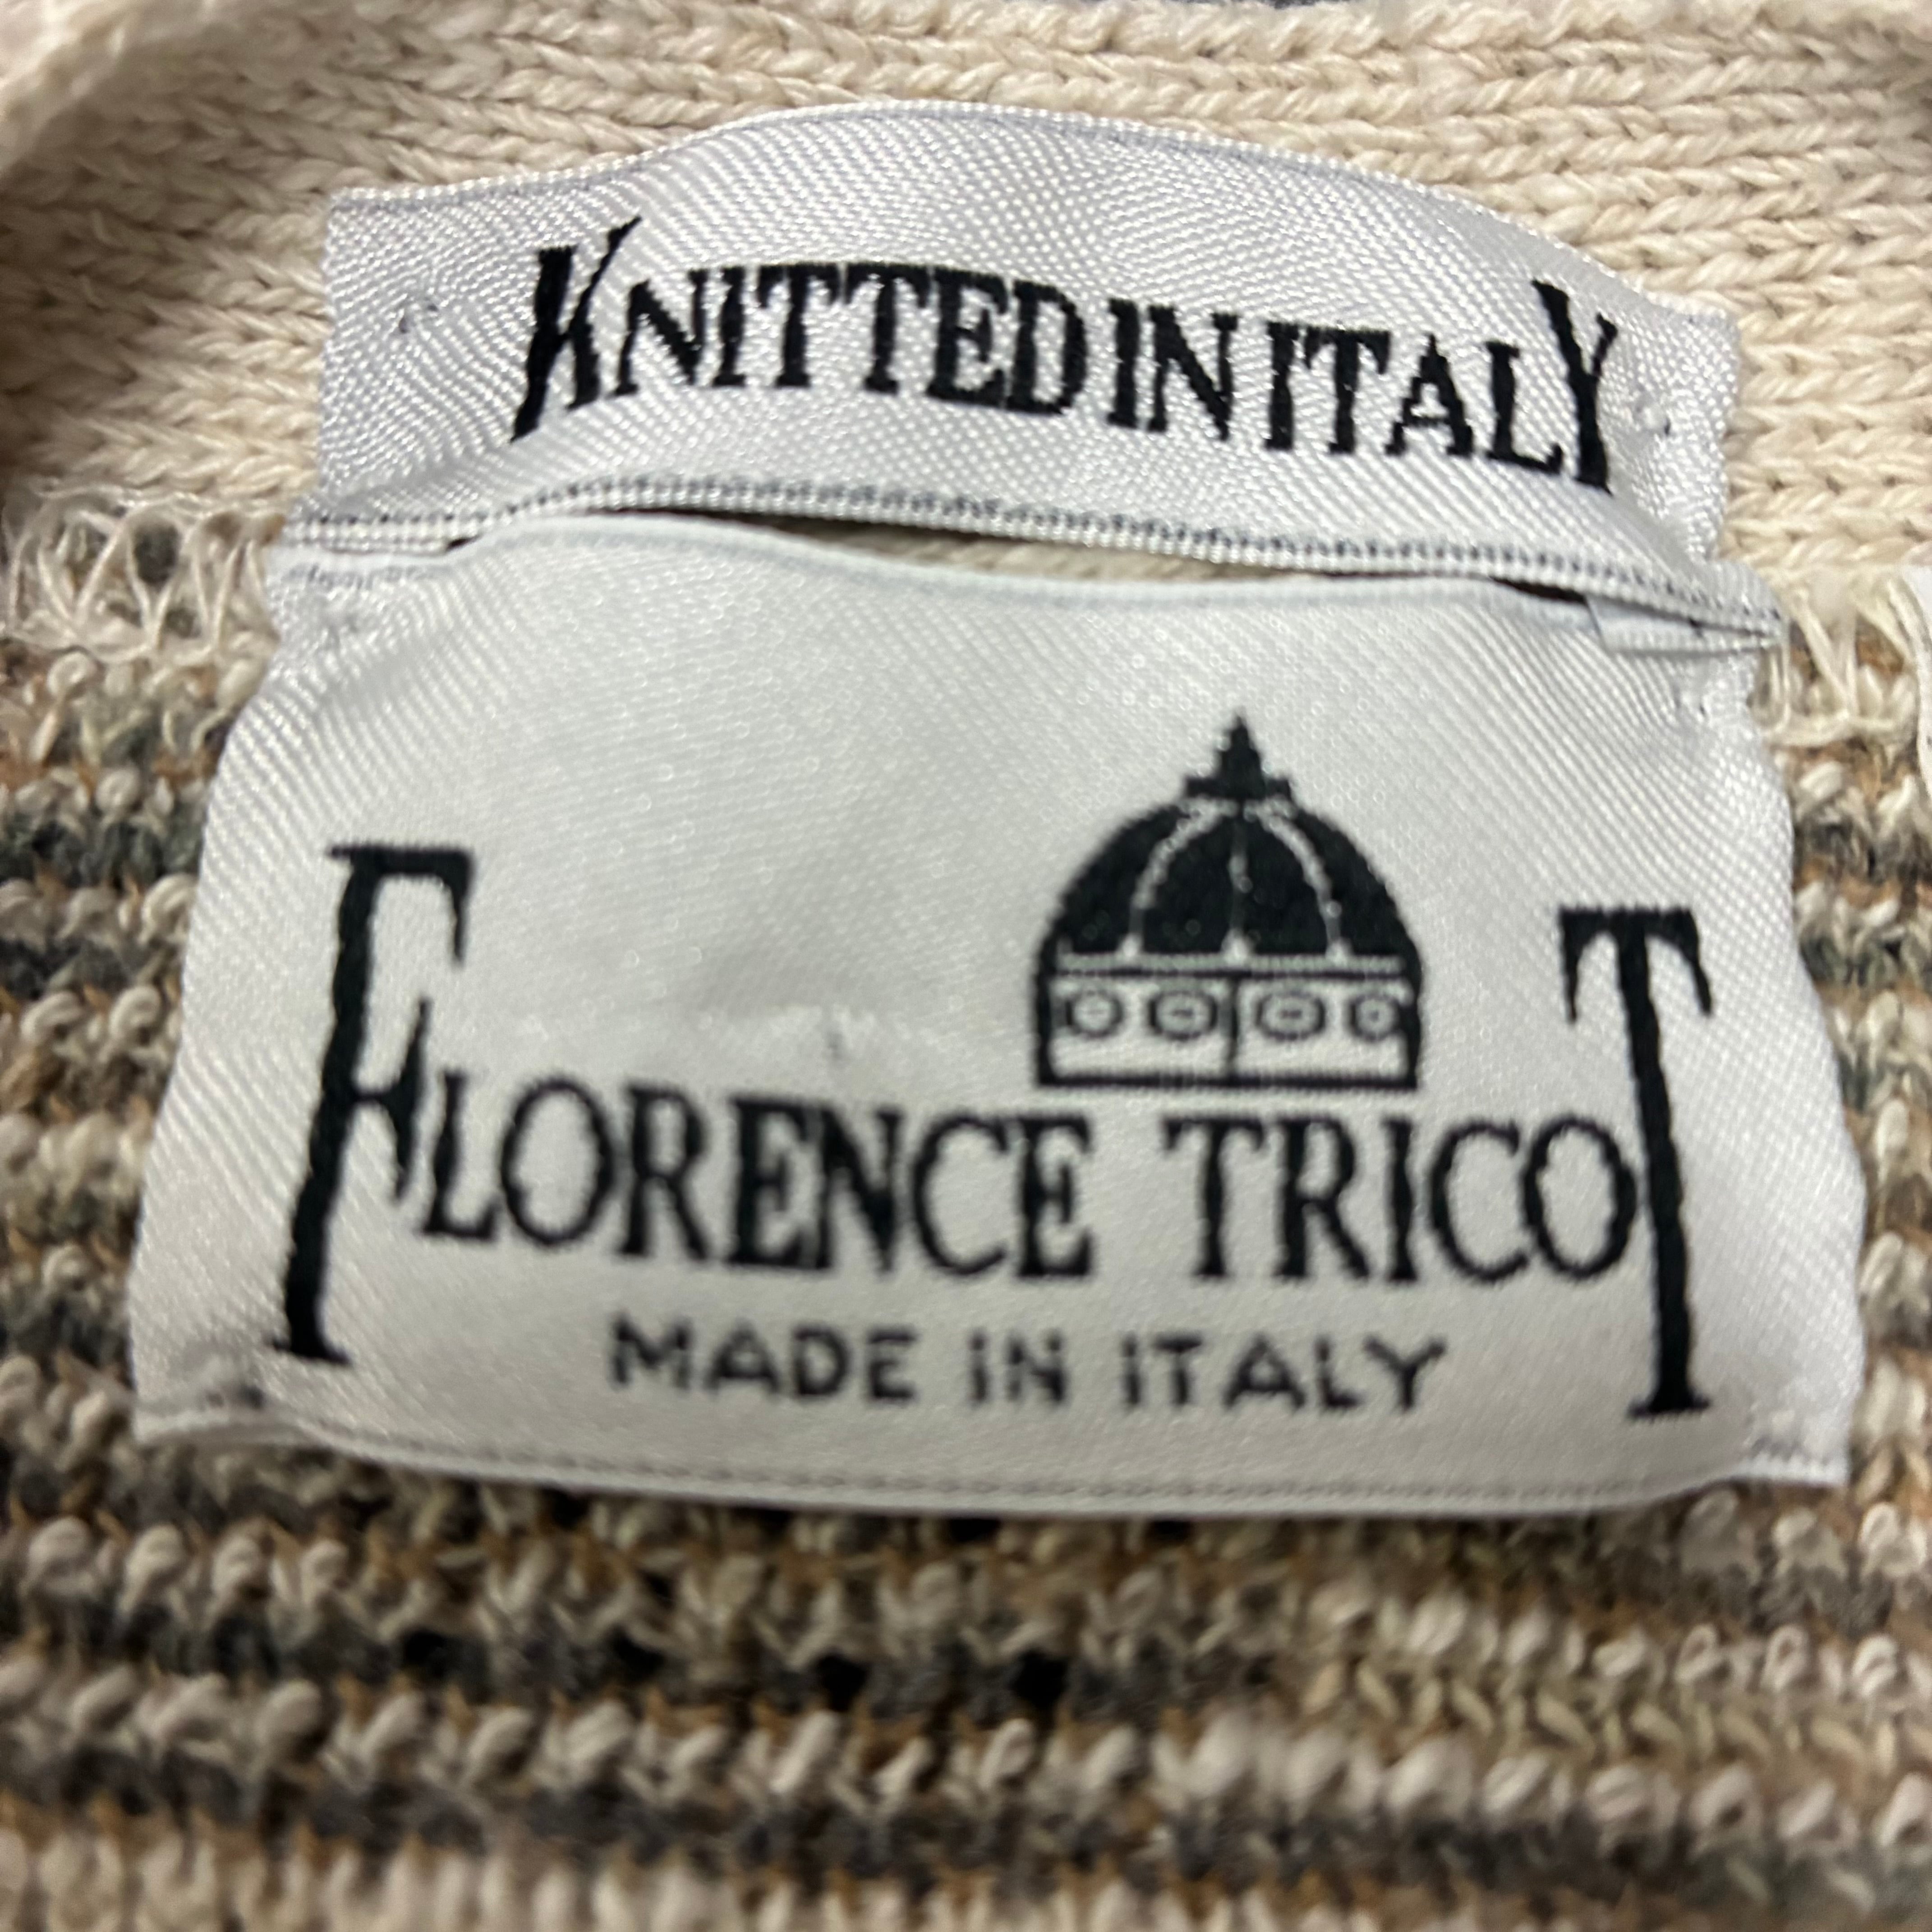 KNITTED IN ITALY
FLORENCE TRICOT
MADE IN ITALY